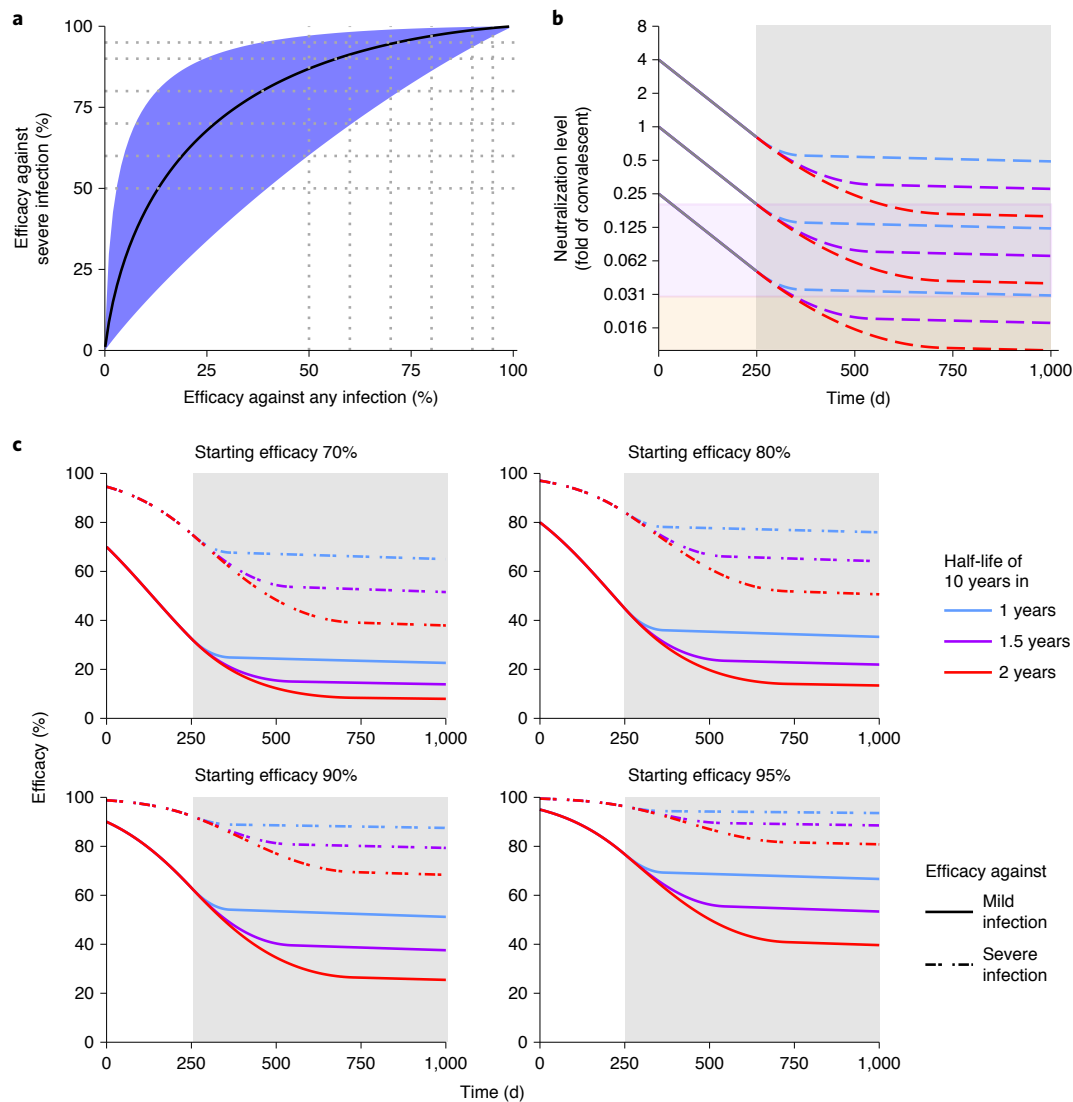 a
Efficacy against
severe infection (%)
100
75
50
25
0
0 25 50 75 100
Efficacy against any infection (%)
b
Neutralization level
(fold of convalescent)
8
4
2
1
0.5
0.25
0.125
0.062
0.031
0.016
0 250 500 750 1,000
Time (d)
c
Efficacy (%)
Starting efficacy 70%
100
80
60
40
20
0
0 250 500 750 1,000
Starting efficacy 80%
100
80
60
40
20
0
0 250 500 750 1,000
Half-life of
10 years in
1 years
1.5 years
2 years
Starting efficacy 90%
100
80
60
40
20
0
0 250 500 750 1,000
Starting efficacy 95%
100
80
60
40
20
0
0 250 500 750 1,000
Efficacy against
Mild
infection
Severe
infection
Time (d)